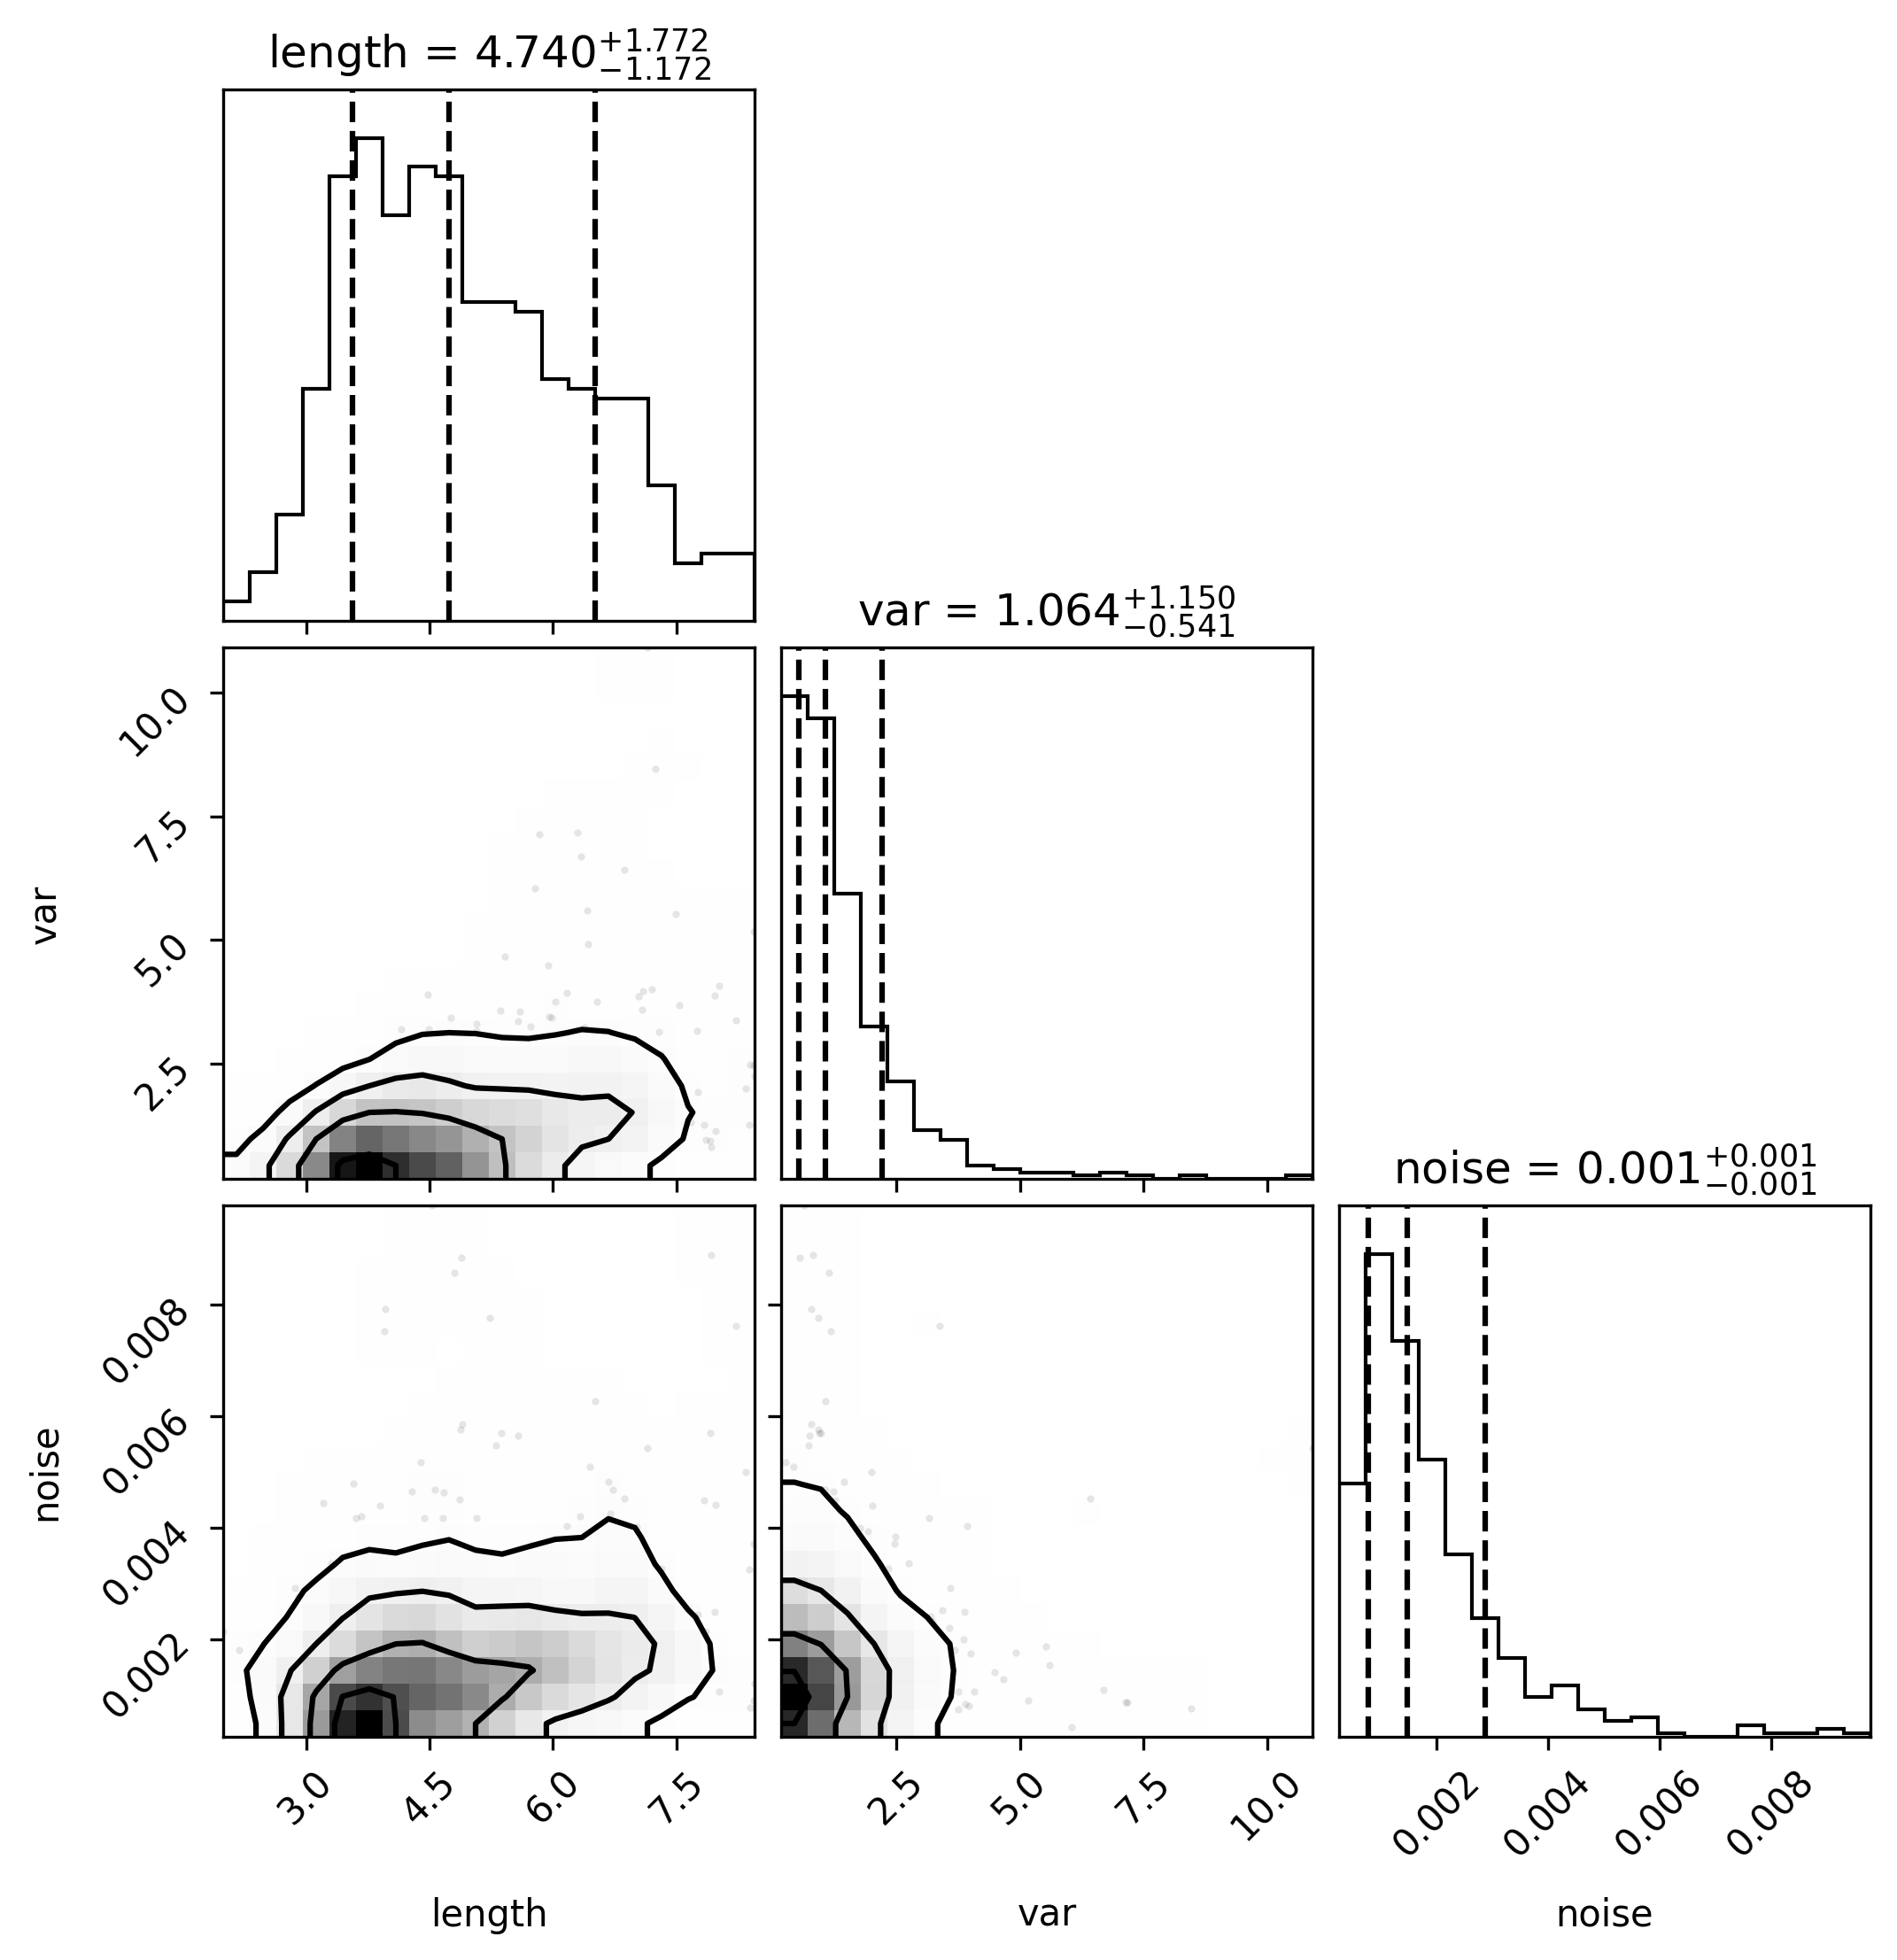 length = 4.740+1.772−1.172
var = 1.064+1.150−0.541
10.0
7.5
5.0
2.5
var
noise = 0.001+0.001−0.001
0.008
0.006
0.004
0.002
noise
3.0 4.5 6.0 7.5 2.5 5.0 7.5 10.0 0.002 0.004 0.006 0.008
length var noise